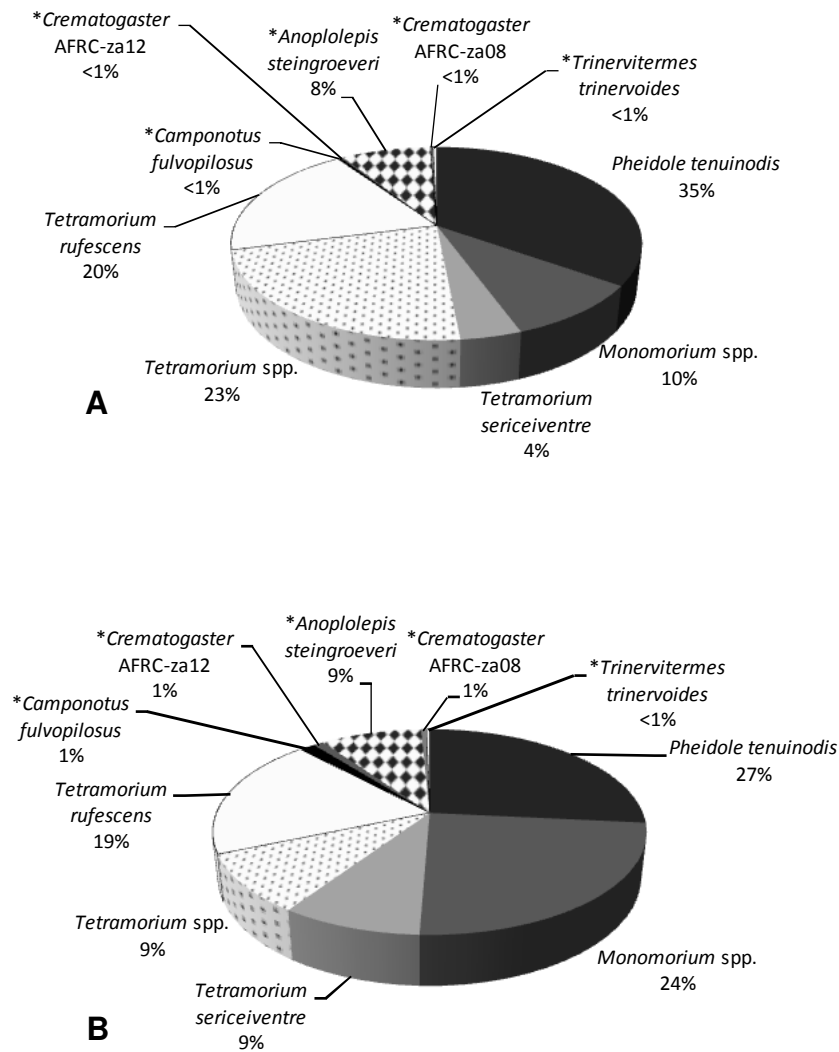 *Crematogaster
AFRC-za12
<1%
*Anoplolepis
steingroeveri
8%
*Crematogaster
AFRC-za08
<1%
*Trinervitermes
trinervoides
<1%
*Camponotus
fulvopilosus
<1%
Pheidole tenuinodis
35%
Tetramorium
rufescens
20%
Tetramorium spp.
23%
Monomorium spp.
10%
Tetramorium
sericeiventre
4%
A
*Crematogaster
AFRC-za12
1%
*Anoplolepis
steingroeveri
9%
*Crematogaster
AFRC-za08
1%
*Trinervitermes
trinervoides
<1%
*Camponotus
fulvopilosus
1%
Pheidole tenuinodis
27%
Tetramorium
rufescens
19%
Tetramorium spp.
9%
Monomorium spp.
24%
Tetramorium
sericeiventre
9%
B